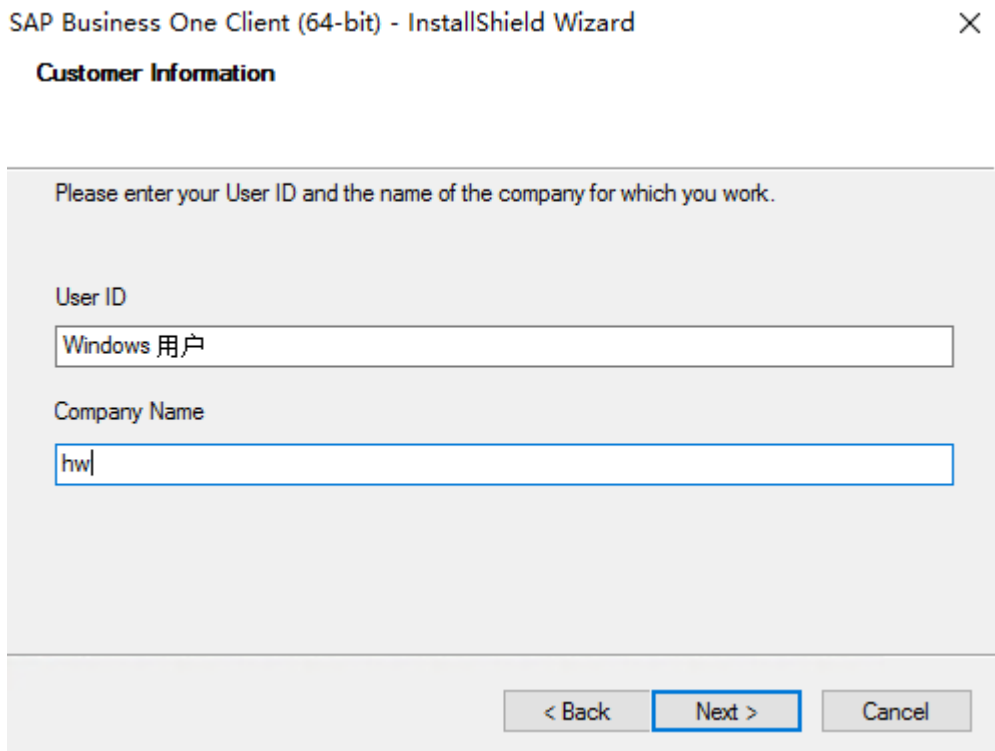 SAP Business One Client (64-bit) - InstallShield Wizard
Customer Information
Please enter your User ID and the name of the company for which you work.
User ID
Windows 用户
Company Name
hw
< Back
Next >
Cancel